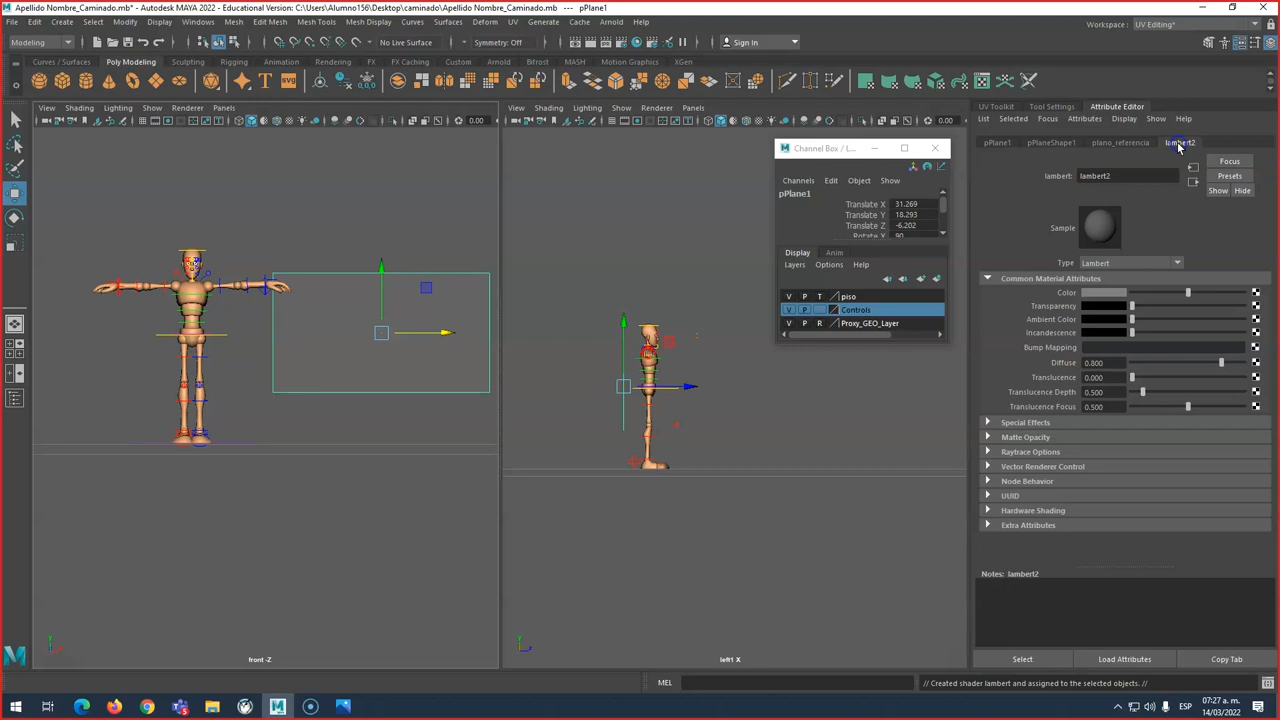 Apellido Nombre_Caminado.mb* - Autodesk MAYA 2022 - Educational Version: C:\Users\Alumno156\Desktop\caminado\Apellido Nombre_Caminado.mb --- pPlane1
File Edit Create Select Modify Display Windows Mesh Edit Mesh Mesh Tools Mesh Display Curves Surfaces Deform UV Generate Cache Arnold Help
Workspace : UV Editing*
Modeling No Live Surface Symmetry: Off Sign In
Curves / Surfaces Poly Modeling Sculpting Rigging Animation Rendering FX FX Caching Custom Arnold Bifrost MASH Motion Graphics XGen
SVG
View Shading Lighting Show Renderer Panels
0.00
front -Z
View Shading Lighting Show Renderer Panels
0.00
left1 X
Channel Box / L...
Channels Edit Object Show
pPlane1
Translate X 31.269
Translate Y 18.293
Translate Z -6.202
Rotate X 90
Display Anim
Layers Options Help
V P T piso
V P Controls
V P R Proxy_GEO_Layer
UV Toolkit Tool Settings Attribute Editor
List Selected Focus Attributes Display Show Help
pPlane1 pPlaneShape1 plano_referencia lambert2
lambert: lambert2
Focus
Presets
Show Hide
Sample
Type Lambert
Common Material Attributes
Color
Transparency
Ambient Color
Incandescence
Bump Mapping
Diffuse 0.800
Translucence 0.000
Translucence Depth 0.500
Translucence Focus 0.500
Special Effects
Matte Opacity
Raytrace Options
Vector Renderer Control
Node Behavior
UUID
Hardware Shading
Extra Attributes
Notes: lambert2
Select Load Attributes Copy Tab
MEL // Created shader lambert and assigned to the selected objects. //
ESP 07:27 a. m. 14/03/2022